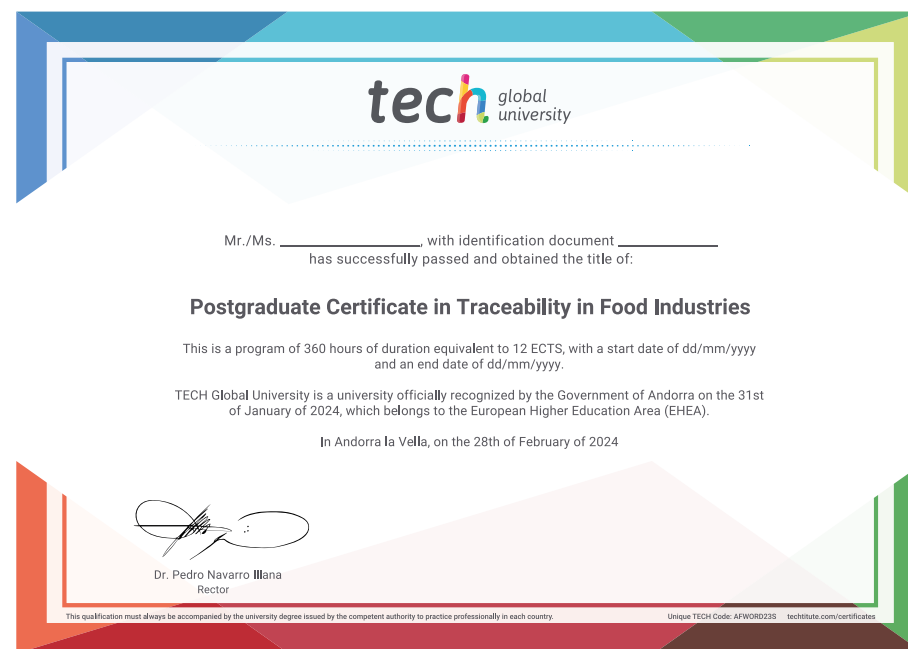 tech global
university
Mr./Ms. ____________, with identification document ____________
has successfully passed and obtained the title of:
Postgraduate Certificate in Traceability in Food Industries
This is a program of 360 hours of duration equivalent to 12 ECTS, with a start date of dd/mm/yyyy
and an end date of dd/mm/yyyy.
TECH Global University is a university officially recognized by the Government of Andorra on the 31st
of January of 2024, which belongs to the European Higher Education Area (EHEA).
In Andorra la Vella, on the 28th of February of 2024
Dr. Pedro Navarro Illana
Rector
This qualification must always be accompanied by the university degree issued by the competent authority to practice professionally in each country. Unique TECH Code: AFWORD23S techtitute.com/certificates